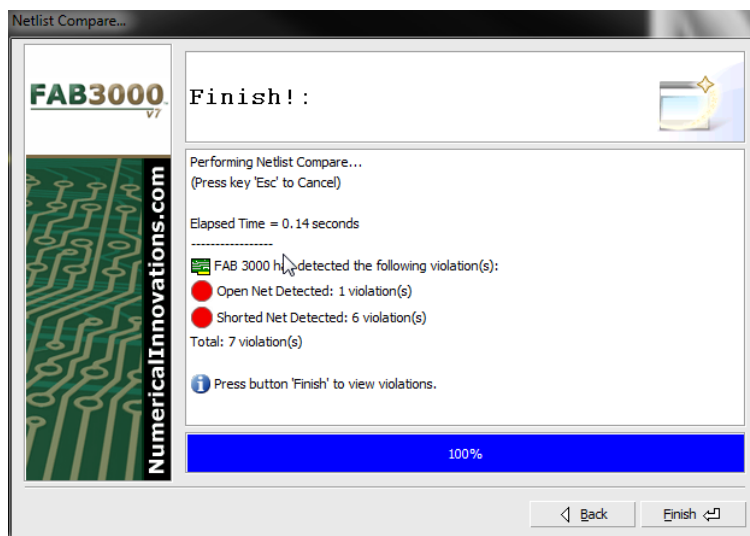 Netlist Compare...
FAB3000
V7
NumericalInnovations.com
Finish!:
Performing Netlist Compare...
(Press key 'Esc' to Cancel)
Elapsed Time = 0.14 seconds
-----------------
FAB 3000 h detected the following violation(s):
Open Net Detected: 1 violation(s)
Shorted Net Detected: 6 violation(s)
Total: 7 violation(s)
Press button 'Finish' to view violations.
100%
Back
Finish